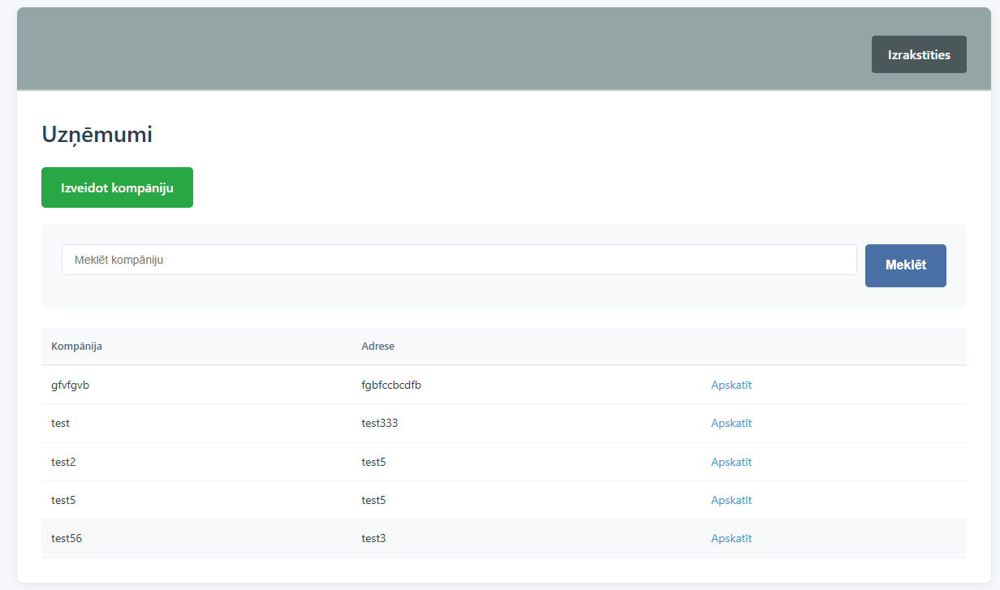 Izrakstīties
Uzņēmumi
Izveidot kompāniju
Meklēt kompāniju
Meklēt
Kompānija Adrese
gfvfgvb fgbfccbcdfb Apskatīt
test test333 Apskatīt
test2 test5 Apskatīt
test5 test5 Apskatīt
test56 test3 Apskatīt